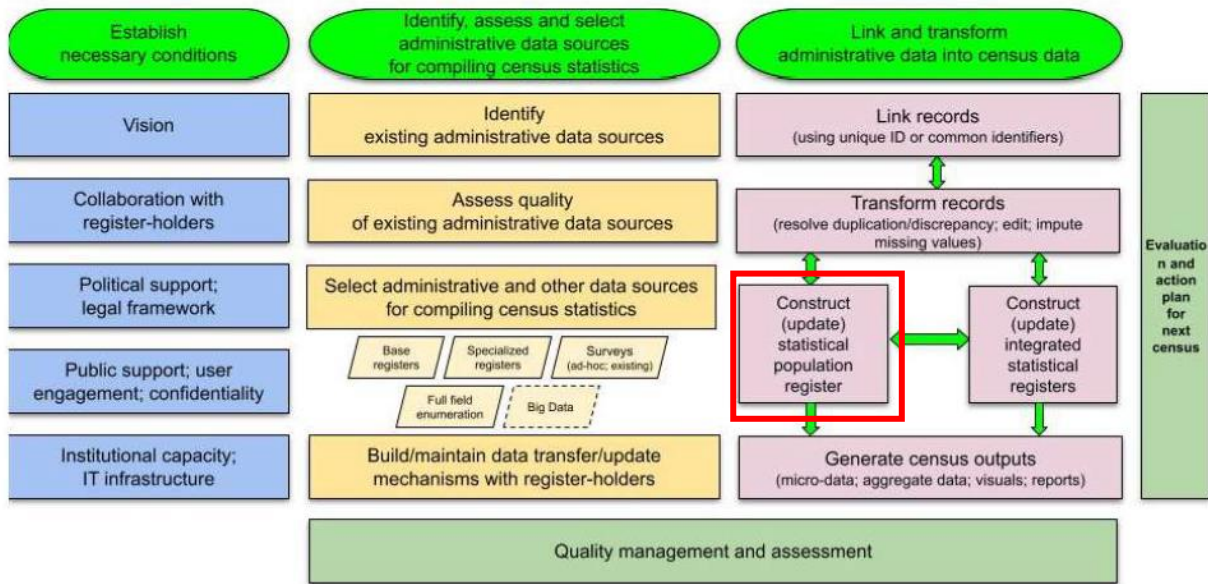 Establish
necessary conditions
Identify, assess and select
administrative data sources
for compiling census statistics
Link and transform
administrative data into census data
Vision
Collaboration with
register-holders
Political support;
legal framework
Public support; user
engagement; confidentiality
Institutional capacity;
IT infrastructure
Identify
existing administrative data sources
Assess quality
of existing administrative data sources
Select administrative and other data sources
for compiling census statistics
Base
registers
Specialized
registers
Surveys
(ad-hoc; existing)
Full field
enumeration
Big Data
Build/maintain data transfer/update
mechanisms with register-holders
Link records
(using unique ID or common identifiers)
Transform records
(resolve duplication/discrepancy; edit; impute
missing values)
Construct
(update)
statistical
population
register
Construct
(update)
integrated
statistical
registers
Generate census outputs
(micro-data; aggregate data; visuals; reports)
Evaluatio
n and
action
plan
for
next
census
Quality management and assessment